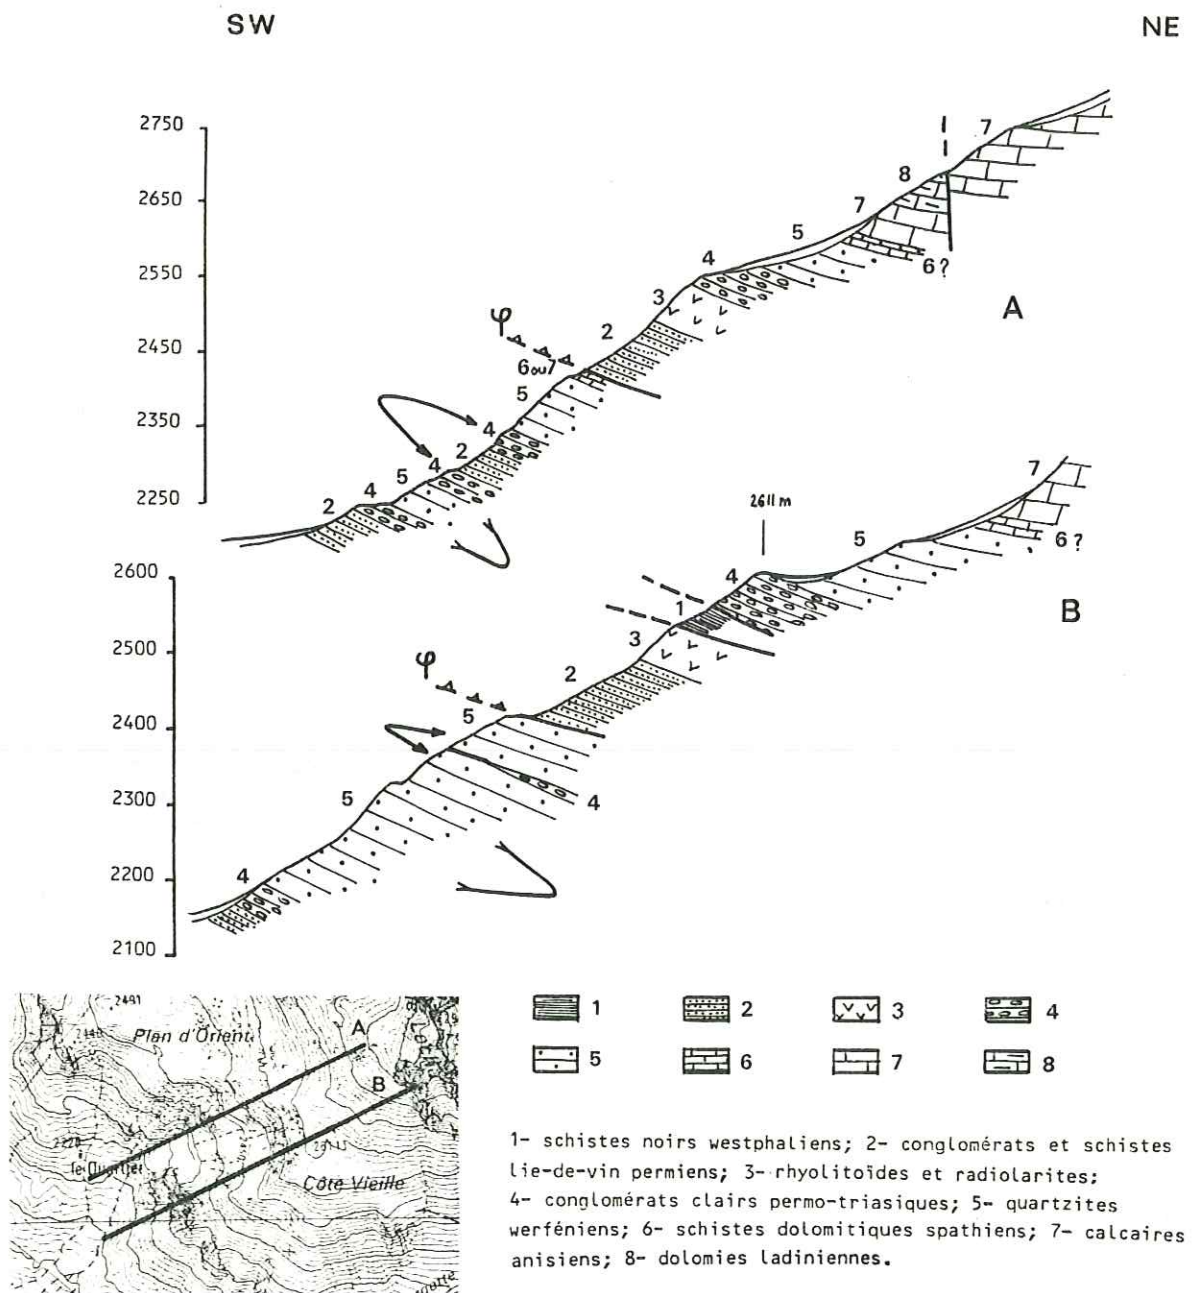 SW
NE
2750
2650
2550
2450
2350
2250
7
8
7
5
4
6?
3
A
φ
2
6ou7
5
4
2
4
5
4
2
2611 m
7
2600
2500
2400
2300
2200
2100
5
4
6?
1
B
3
φ
2
5
4
5
4
2491
Plan d'Orient
A
B
le Quartier
Côte Vieille
1 2 3 4
5 6 7 8
1- schistes noirs westphaliens; 2- conglomérats et schistes
lie-de-vin permiens; 3- rhyolitoïdes et radiolarites;
4- conglomérats clairs permo-triasiques; 5- quartzites
werféniens; 6- schistes dolomitiques spathiens; 7- calcaires
anisiens; 8- dolomies ladiniennes.